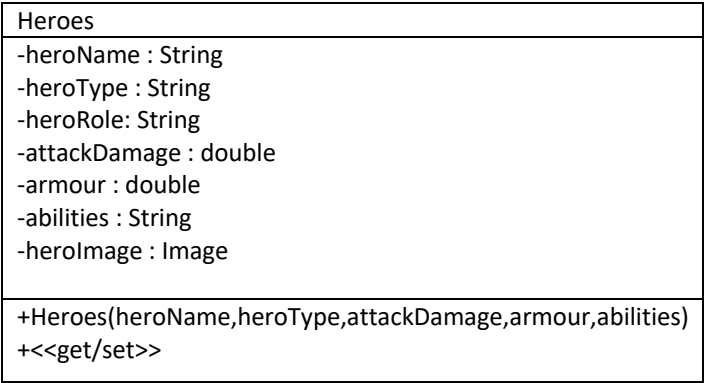 Heroes
-heroName : String
-heroType : String
-heroRole: String
-attackDamage : double
-armour : double
-abilities : String
-heroImage : Image
+Heroes(heroName,heroType,attackDamage,armour,abilities)
+<<get/set>>